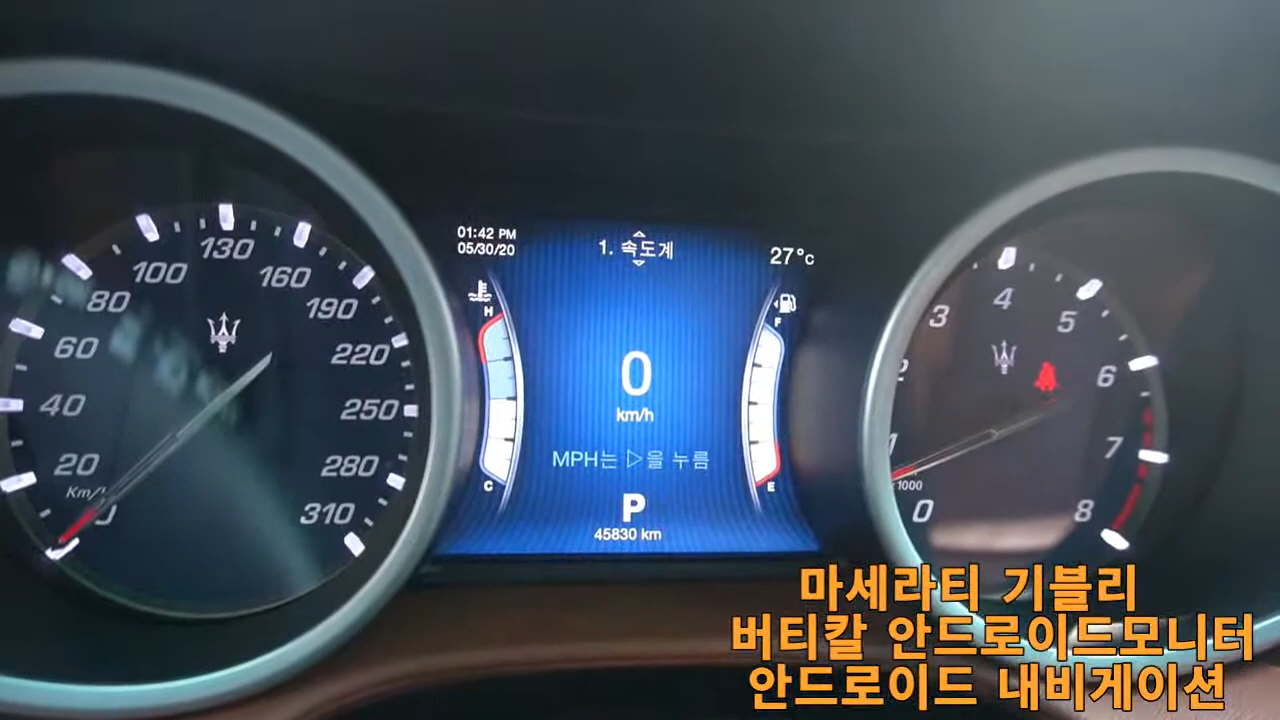 130
100
160
80
190
60
220
40
250
20
280
Km/h
0
310
01:42 PM
05/30/20
1. 속도계
27°c
H
F
0
km/h
MPH는 ▷을 누름
C
E
P
45830 km
4
3
5
2
6
1
7
1000
0
8
마세라티 기블리
버티칼 안드로이드모니터
안드로이드 내비게이션